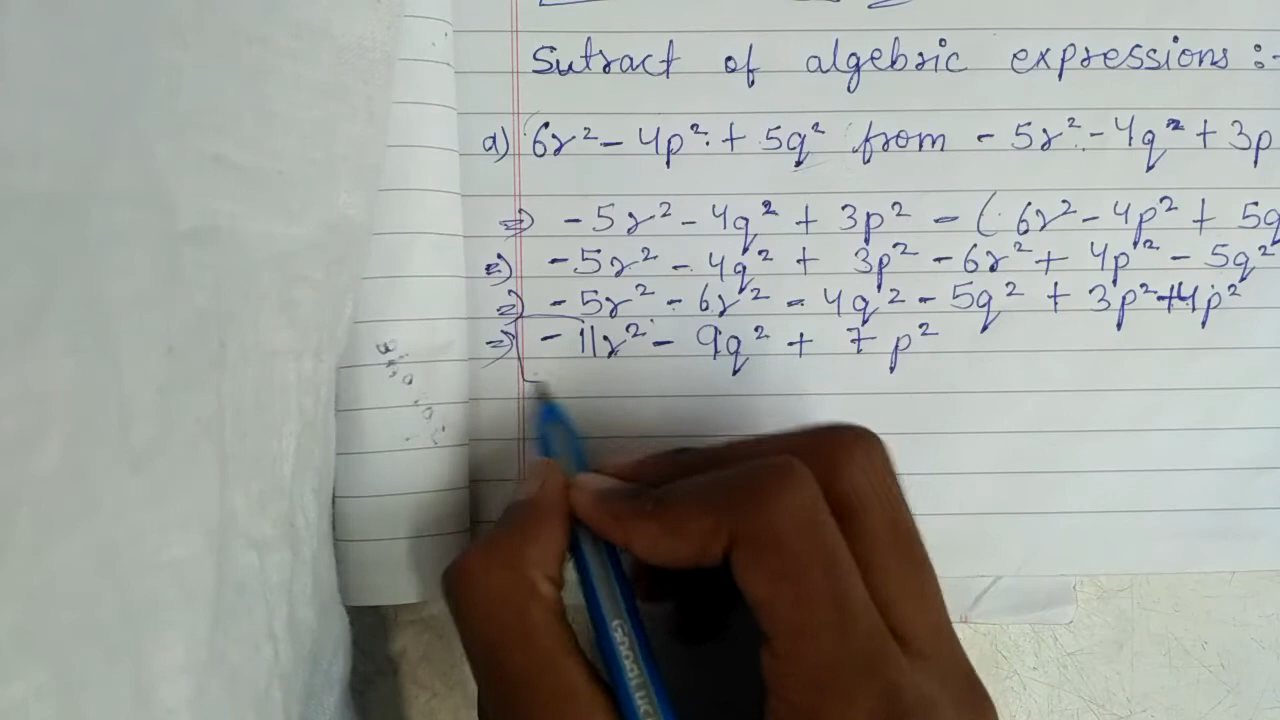 Sutract of algebric expressions :-
a) 6r² - 4p² + 5q² from - 5r² - 4q² + 3p
=> - 5r² - 4q² + 3p² - ( 6r² - 4p² + 5q
=) - 5r² - 4q² + 3p² - 6r² + 4p² - 5q²
=) - 5r² - 6r² - 4q² - 5q² + 3p² + 4p²
=> - 11r² - 9q² + 7p²